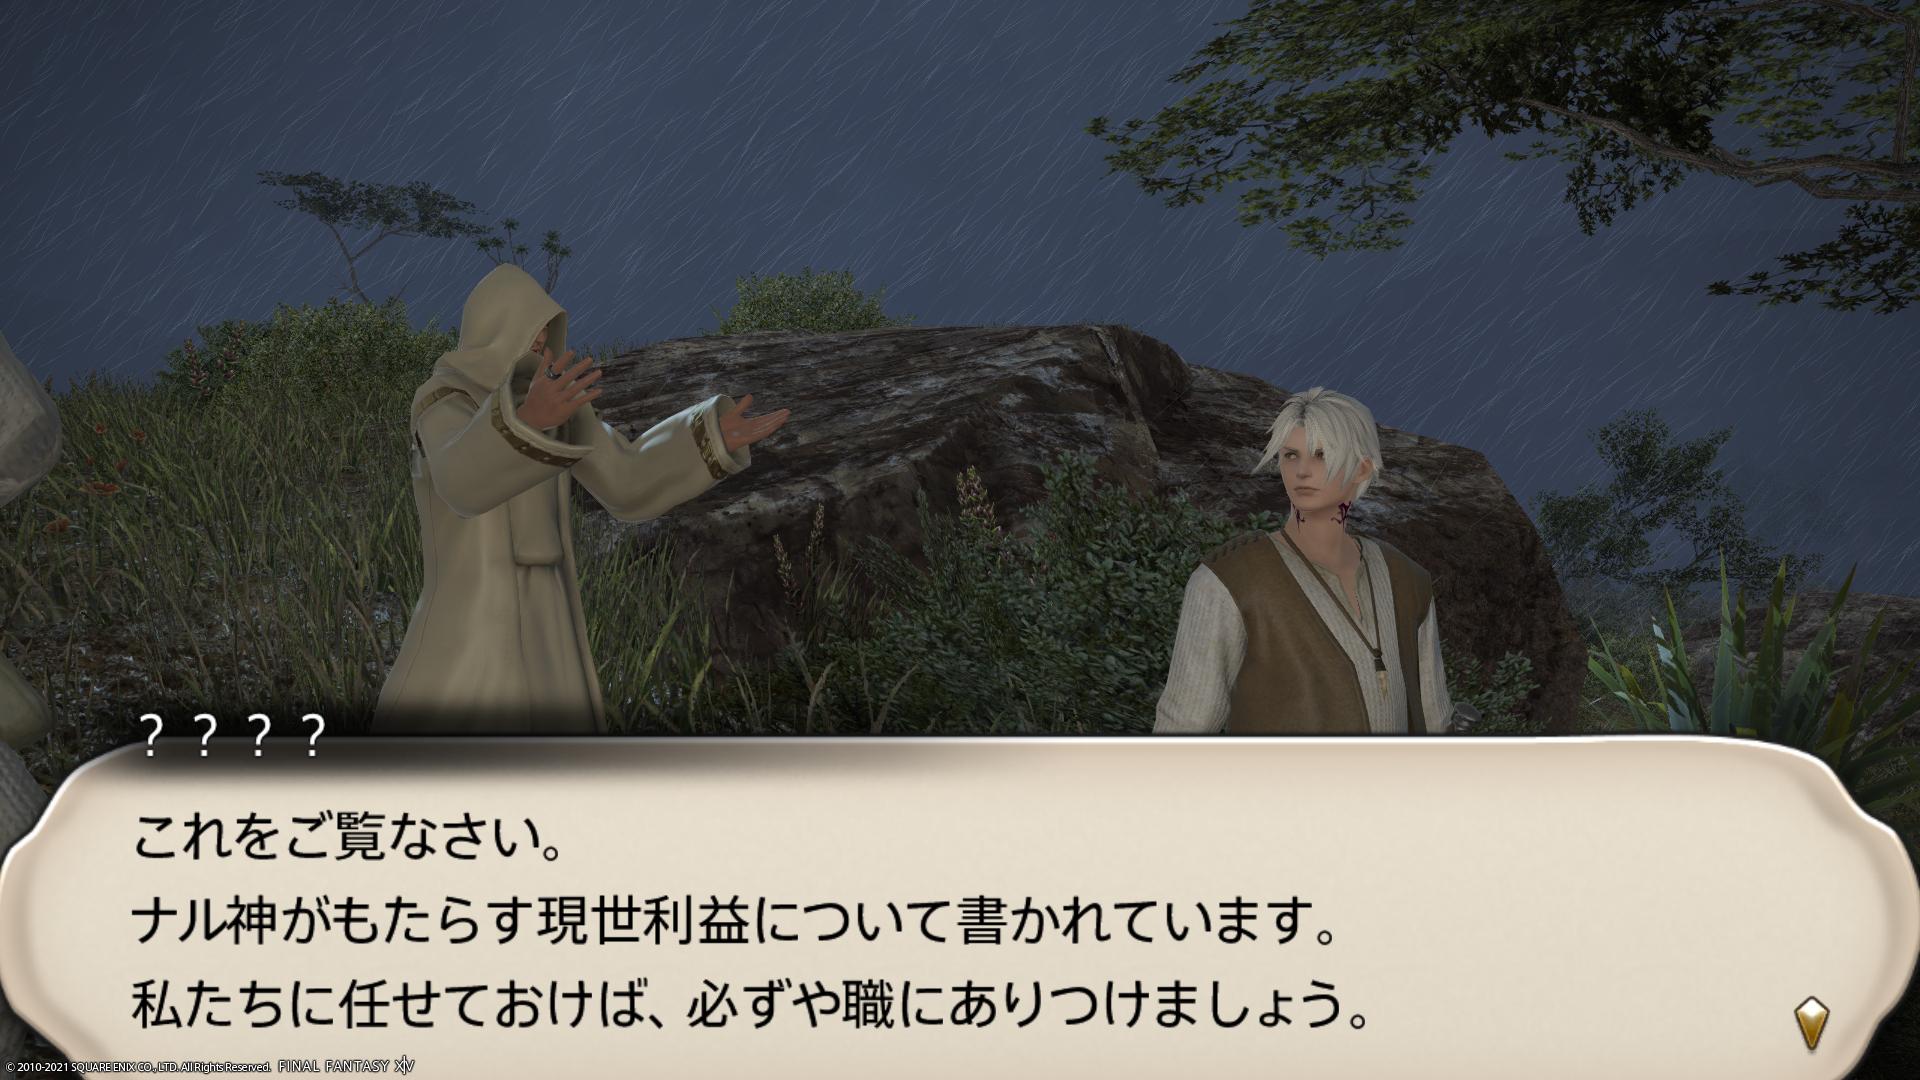 ？？？？
これをご覧なさい。
ナル神がもたらす現世利益について書かれています。
私たちに任せておけば、必ずや職にありつけましょう。
© 2010-2021 SQUARE ENIX CO., LTD. All Rights Reserved. FINAL FANTASY XIV